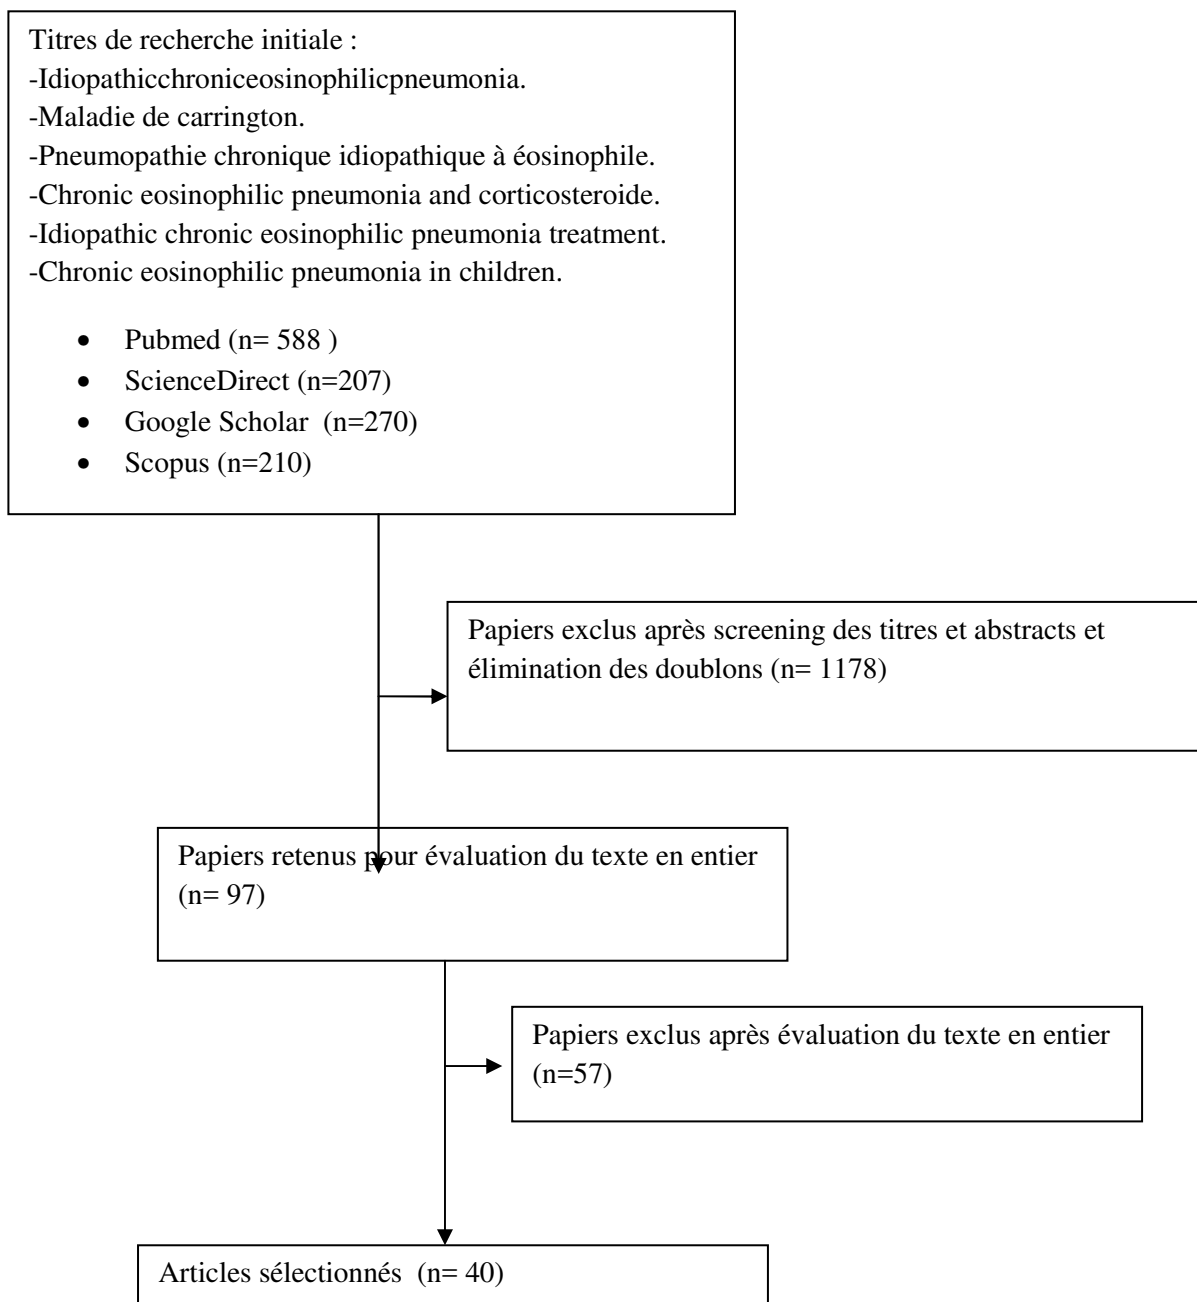 Titres de recherche initiale :
-Idiopathicchroniceosinophilicpneumonia.
-Maladie de carrington.
-Pneumopathie chronique idiopathique à éosinophile.
-Chronic eosinophilic pneumonia and corticosteroide.
-Idiopathic chronic eosinophilic pneumonia treatment.
-Chronic eosinophilic pneumonia in children.
• Pubmed (n= 588 )
• ScienceDirect (n=207)
• Google Scholar (n=270)
• Scopus (n=210)
Papiers exclus après screening des titres et abstracts et
élimination des doublons (n= 1178)
Papiers retenus pour évaluation du texte en entier
(n= 97)
Papiers exclus après évaluation du texte en entier
(n=57)
Articles sélectionnés (n= 40)